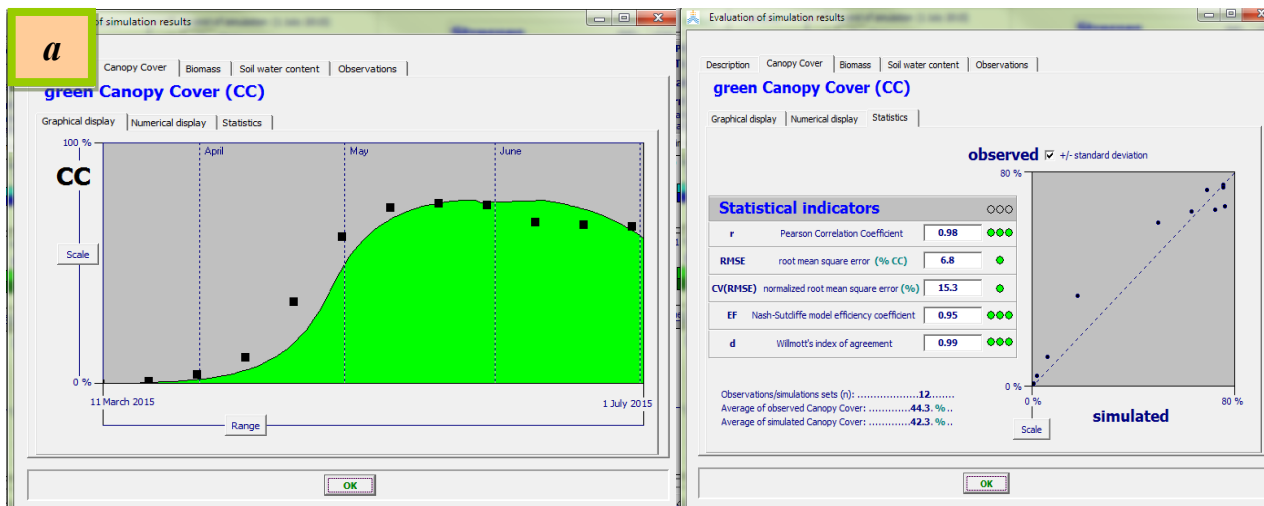 a
of simulation results
Canopy Cover Biomass Soil water content Observations
green Canopy Cover (CC)
Graphical display Numerical display Statistics
100 %
April May June
CC
Scale
0 %
11 March 2015 1 July 2015
Range
OK
Evaluation of simulation results
Description Canopy Cover Biomass Soil water content Observations
green Canopy Cover (CC)
Graphical display Numerical display Statistics
observed +/- standard deviation
80 %
Statistical indicators
r Pearson Correlation Coefficient 0.98
RMSE root mean square error (% CC) 6.8
CV(RMSE) normalized root mean square error (%) 15.3
EF Nash-Sutcliffe model efficiency coefficient 0.95
d Willmott's index of agreement 0.99
0 %
0 % 80 %
simulated
Scale
Observations/simulations sets (n): ...................12.......
Average of observed Canopy Cover: .............44.3. % ..
Average of simulated Canopy Cover: .............42.3. % ..
OK